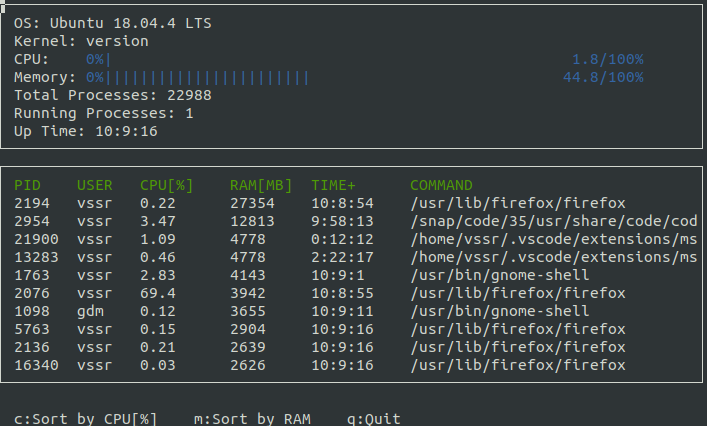 OS: Ubuntu 18.04.4 LTS
Kernel: version
CPU: 0%| 1.8/100%
Memory: 0%||||||||||||||||||||||| 44.8/100%
Total Processes: 22988
Running Processes: 1
Up Time: 10:9:16
PID USER CPU[%] RAM[MB] TIME+ COMMAND
2194 vssr 0.22 27354 10:8:54 /usr/lib/firefox/firefox
2954 vssr 3.47 12813 9:58:13 /snap/code/35/usr/share/code/cod
21900 vssr 1.09 4778 0:12:12 /home/vssr/.vscode/extensions/ms
13283 vssr 0.46 4778 2:22:17 /home/vssr/.vscode/extensions/ms
1763 vssr 2.83 4143 10:9:1 /usr/bin/gnome-shell
2076 vssr 69.4 3942 10:8:55 /usr/lib/firefox/firefox
1098 gdm 0.12 3655 10:9:11 /usr/bin/gnome-shell
5763 vssr 0.15 2904 10:9:16 /usr/lib/firefox/firefox
2136 vssr 0.21 2639 10:9:16 /usr/lib/firefox/firefox
16340 vssr 0.03 2626 10:9:16 /usr/lib/firefox/firefox
c:Sort by CPU[%] m:Sort by RAM q:Quit